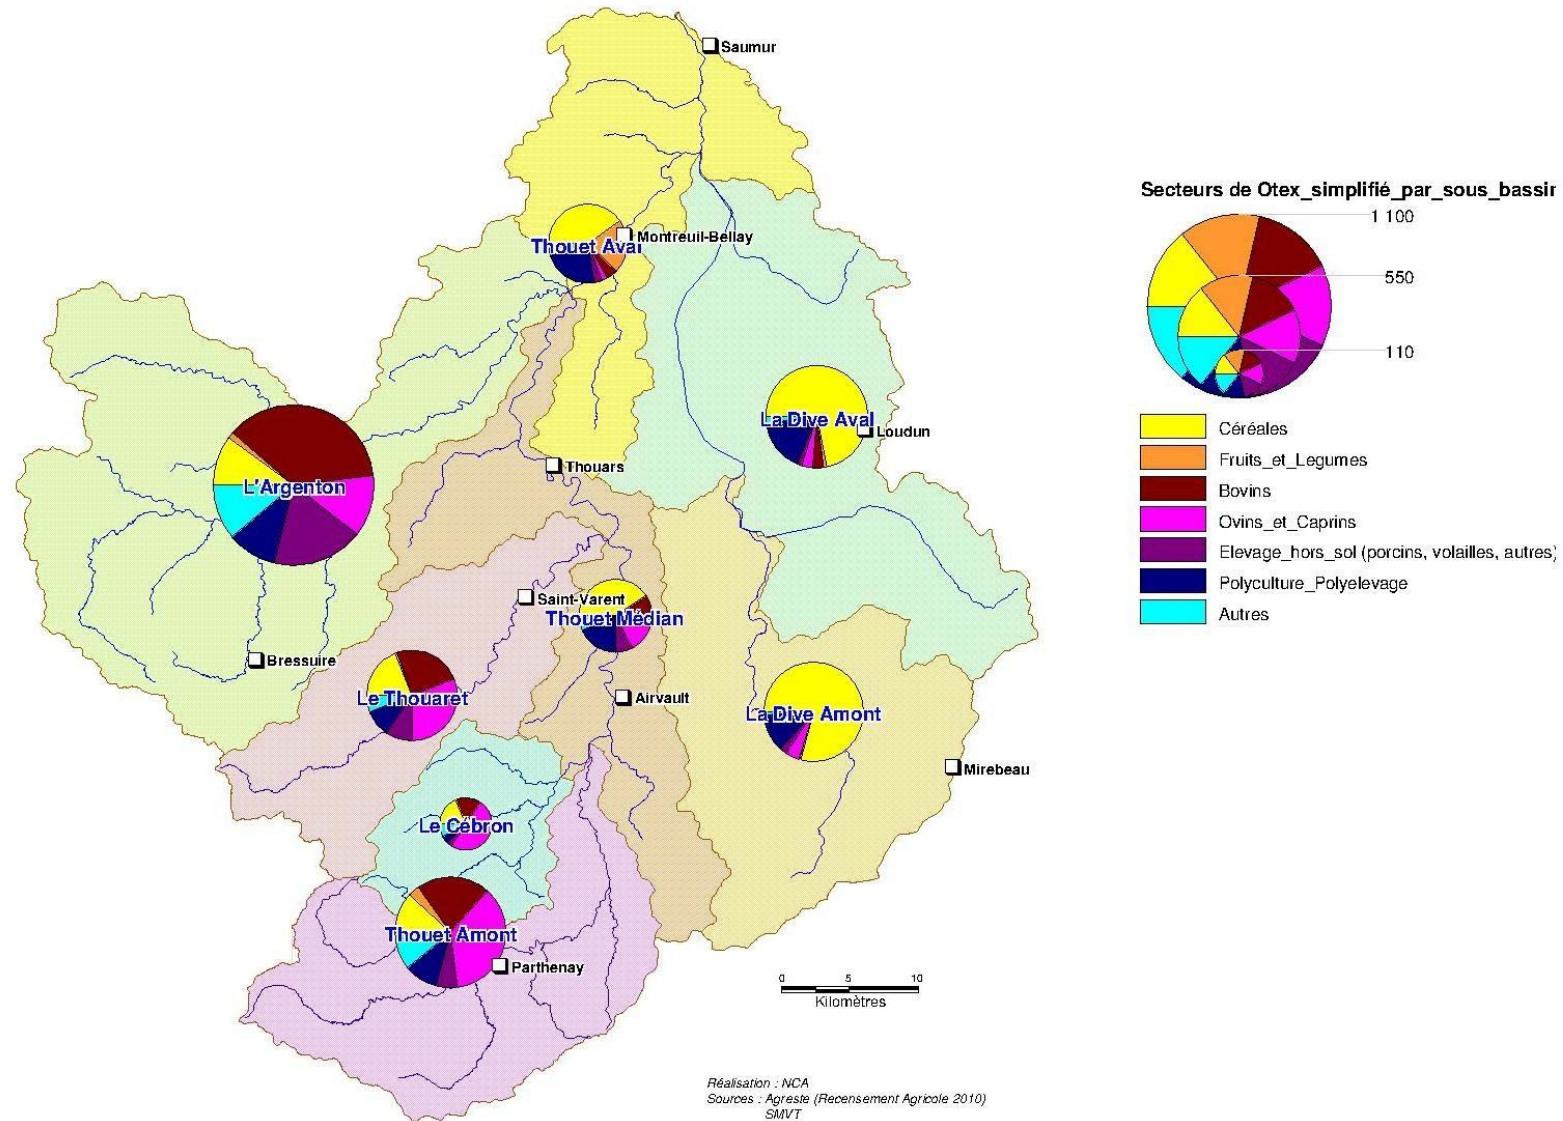 Saumur
Secteurs de Otex_simplifié_par_sous_bassir
1 100
550
110
Montreuil-Bellay
Thouet Aval
La Dive Aval
Loudun
Céréales
Fruits_et_Legumes
Bovins
Ovins_et_Caprins
Elevage_hors_sol (porcins, volailles, autres)
Polyculture_Polyelevage
Autres
Thouars
L'Argenton
Saint-Varent
Thouet Médian
Bressuire
Le Thouaret
Airvault
La Dive Amont
Mirebeau
Le Cébron
Thouet Amont
Parthenay
0 5 10
Kilomètres
Réalisation : NCA
Sources : Agreste (Recensement Agricole 2010)
SMVT